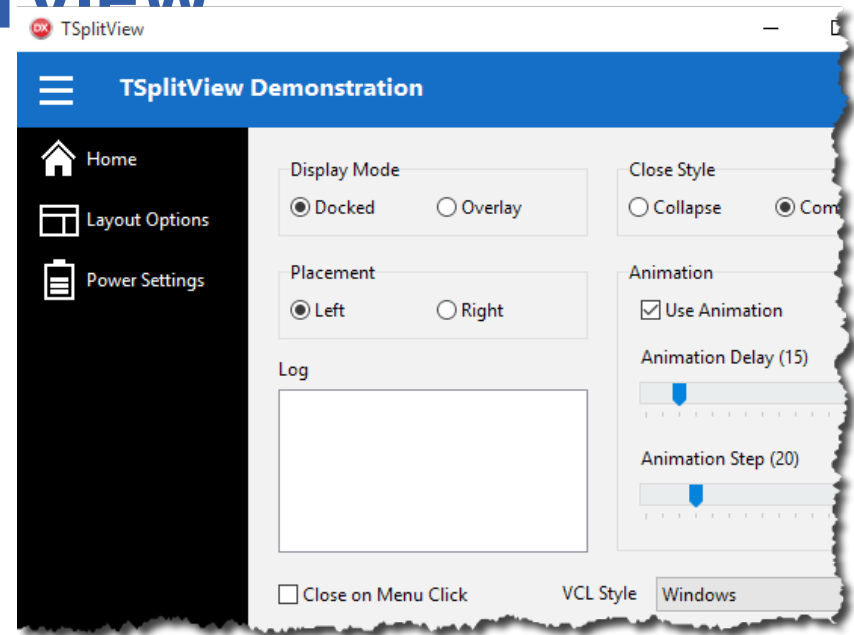 TSplitView
TSplitView Demonstration
Home
Layout Options
Power Settings
Display Mode
Docked
Overlay
Close Style
Collapse
Com
Placement
Left
Right
Animation
Use Animation
Animation Delay (15)
Log
Animation Step (20)
Close on Menu Click
VCL Style
Windows